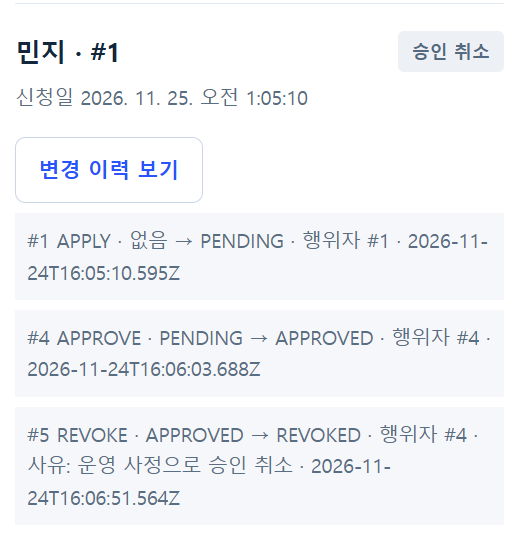 민지 · #1
승인 취소
신청일 2026. 11. 25. 오전 1:05:10
변경 이력 보기
#1 APPLY · 없음 → PENDING · 행위자 #1 · 2026-11-
24T16:05:10.595Z
#4 APPROVE · PENDING → APPROVED · 행위자 #4 ·
2026-11-24T16:06:03.688Z
#5 REVOKE · APPROVED → REVOKED · 행위자 #4 ·
사유: 운영 사정으로 승인 취소 · 2026-11-
24T16:06:51.564Z